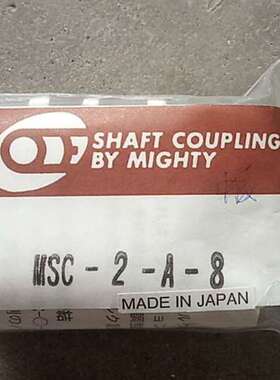 SHAFT COUPLING
BY MIGHTY
MSC-2-A-8
MADE IN JAPAN